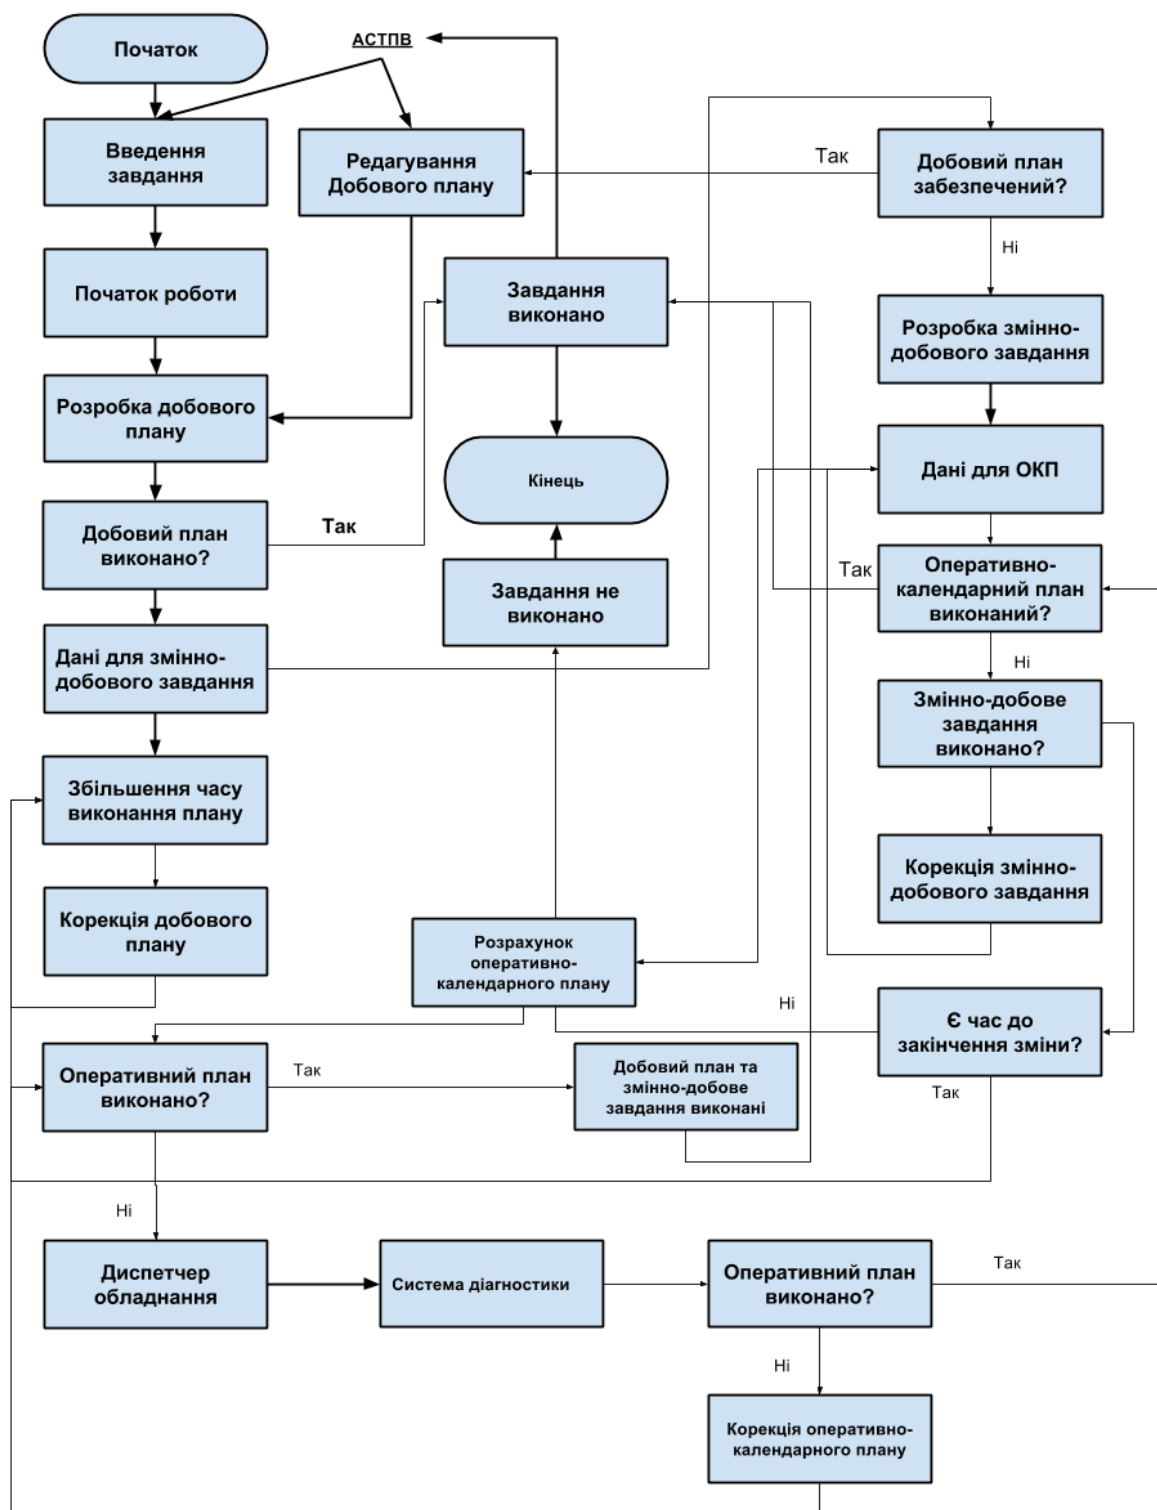 Початок
АСТПВ
Введення
завдання
Редагування
Добового плану
Так
Добовий план
забезпечений?
Ні
Початок роботи
Завдання
виконано
Розробка змінно-
добового завдання
Розробка добового
плану
Дані для ОКП
Кінець
Добовий план
виконано?
Так
Завдання не
виконано
Так
Оперативно-
календарний план
виконаний?
Ні
Дані для змінно-
добового завдання
Змінно-добове
завдання
виконано?
Збільшення часу
виконання плану
Корекція змінно-
добового завдання
Корекція добового
плану
Розрахунок
оперативно-
календарного плану
Ні
Є час до
закінчення зміни?
Так
Оперативний план
виконано?
Так
Добовий план та
змінно-добове
завдання виконані
Ні
Диспетчер
обладнання
Система діагностики
Оперативний план
виконано?
Так
Ні
Корекція оперативно-
календарного плану